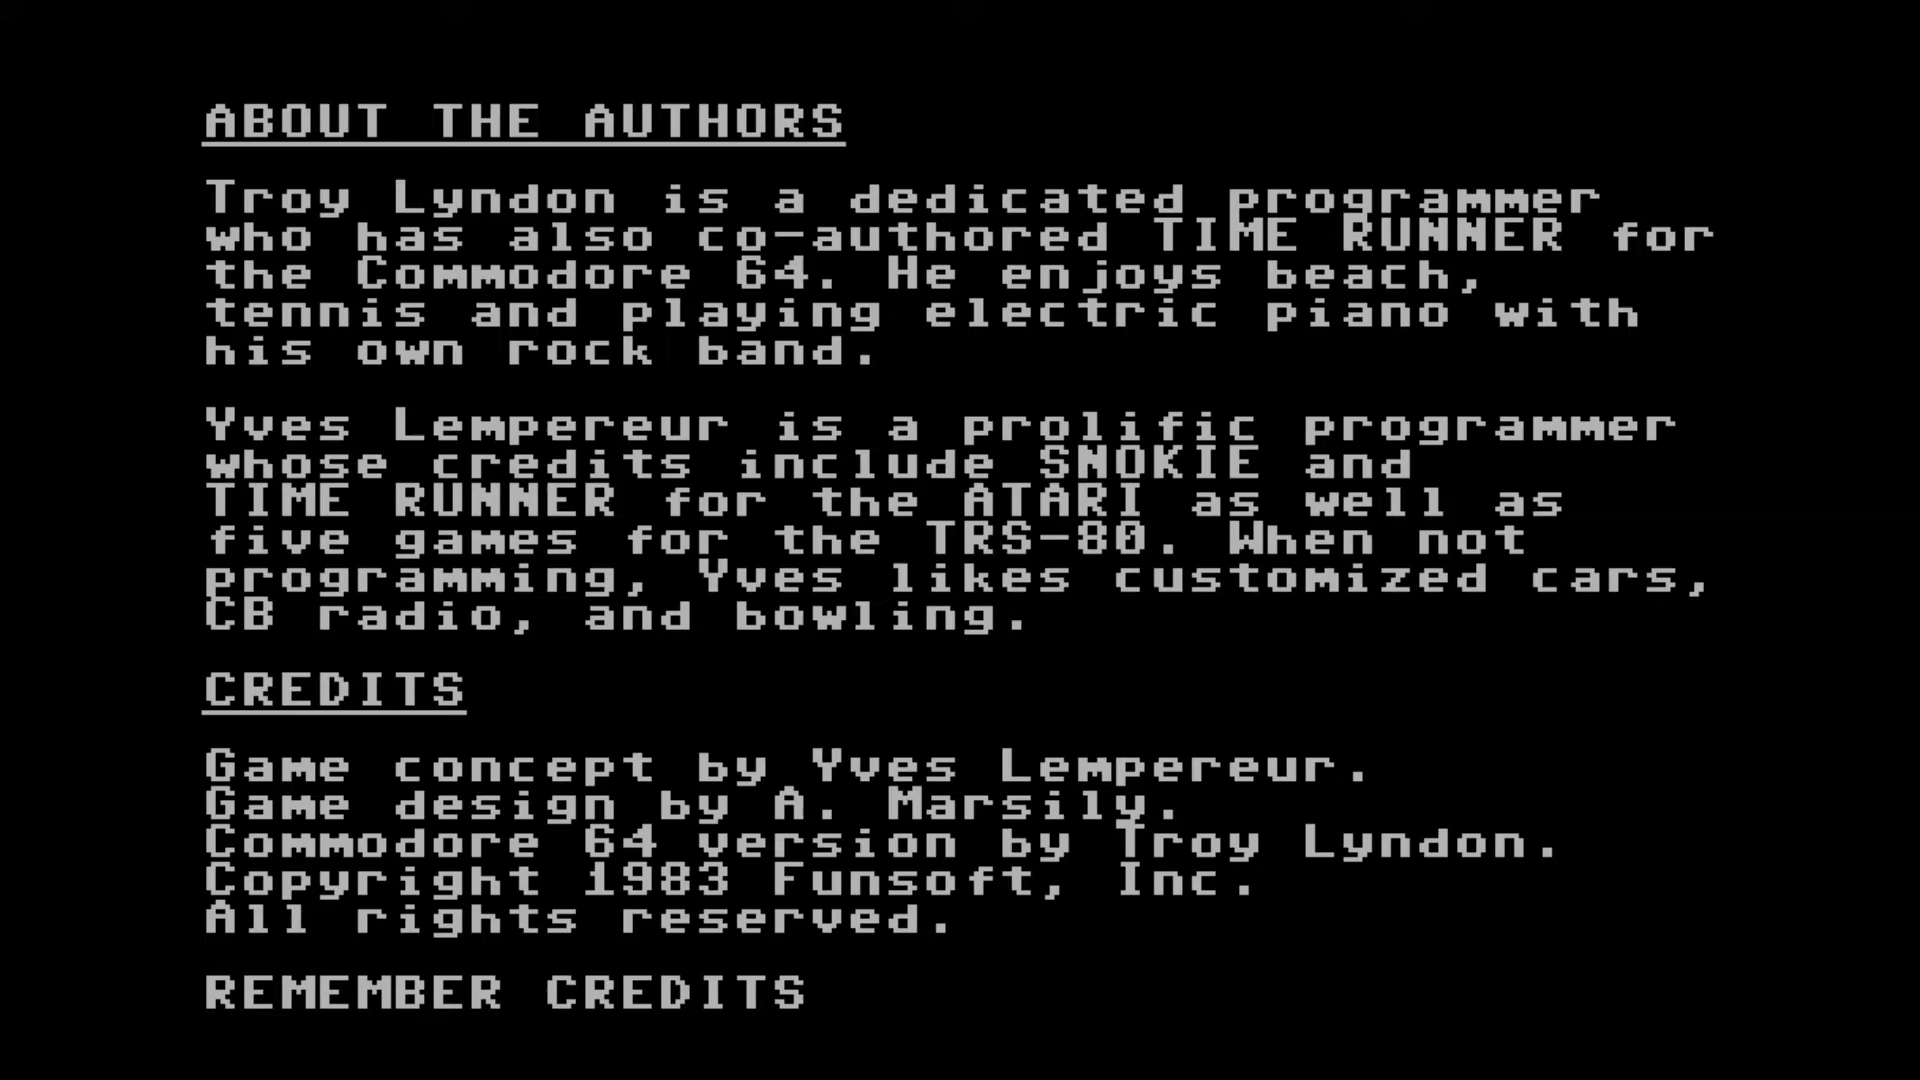 ABOUT THE AUTHORS
Troy Lyndon is a dedicated programmer
who has also co-authored TIME RUNNER for
the Commodore 64. He enjoys beach,
tennis and playing electric piano with
his own rock band.
Yves Lempereur is a prolific programmer
whose credits include SNOKIE and
TIME RUNNER for the ATARI as well as
five games for the TRS-80. When not
programming, Yves likes customized cars,
CB radio, and bowling.
CREDITS
Game concept by Yves Lempereur.
Game design by A. Marsily.
Commodore 64 version by Troy Lyndon.
Copyright 1983 Funsoft, Inc.
All rights reserved.
REMEMBER CREDITS